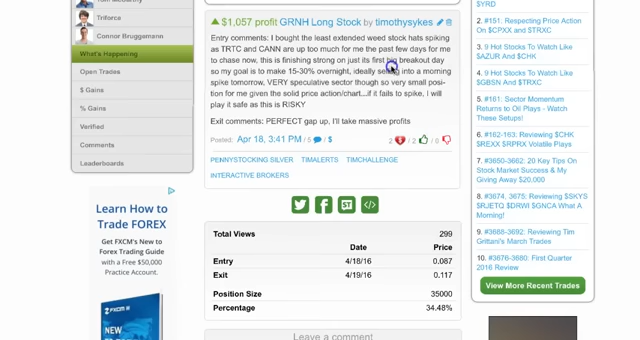 Triforce
Connor Bruggemann
What's Happening
Open Trades
$ Gains
% Gains
Verified
Comments
Leaderboards
Learn How to
Trade FOREX
Get FXCM's New to
Forex Trading Guide
with a Free $50,000
Practice Account.
FXCM
NEW
$1,057 profit GRNH Long Stock by timothysykes
Entry comments: I bought the least extended weed stock hats spiking
as TRTC and CANN are up too much for me the past few days for me
to chase now, this is finishing strong on just its first big breakout day
so my goal is to make 15-30% overnight, ideally selling into a morning
spike tomorrow, VERY speculative sector though so very small posi-
tion for me given the solid price action/chart...if it fails to spike, I will
play it safe as this is RISKY
Exit comments: PERFECT gap up, I'll take massive profits
Posted: Apr 18, 3:41 PM / 5 / $
2 / 2 / 0
PENNYSTOCKING SILVER TIMALERTS TIMCHALLENGE
INTERACTIVE BROKERS
Total Views 299
Date Price
Entry 4/18/16 0.087
Exit 4/19/16 0.117
Position Size 35000
Percentage 34.48%
Leave a comment
$YRD
2. #151. Respecting Price Action
On $CPXX and $TRXC
3. 9 Hot Stocks To Watch Like
$AZUR and $CHK
4. 9 Hot Stocks To Watch Like
$GBSN and $TRXC
5. #161: Sector Momentum
Returns to Oil Plays - Watch
These Setups!
6. #162-163: Reviewing $CHK
$REXX $RPRX Overall Volatility
7. #3650-3662: 20 Key Tips On
Stock Market Success & My
Giving Away $20,000
8. #3674, 3675: Reviewing $SKYS
$RJETQ $DRWI $GNCA What A
Morning!
9. #3688-3692: Reviewing Tim
Grittani's March Trades
10. #3676-3680: First Quarter
2016 Review
View More Recent Trades